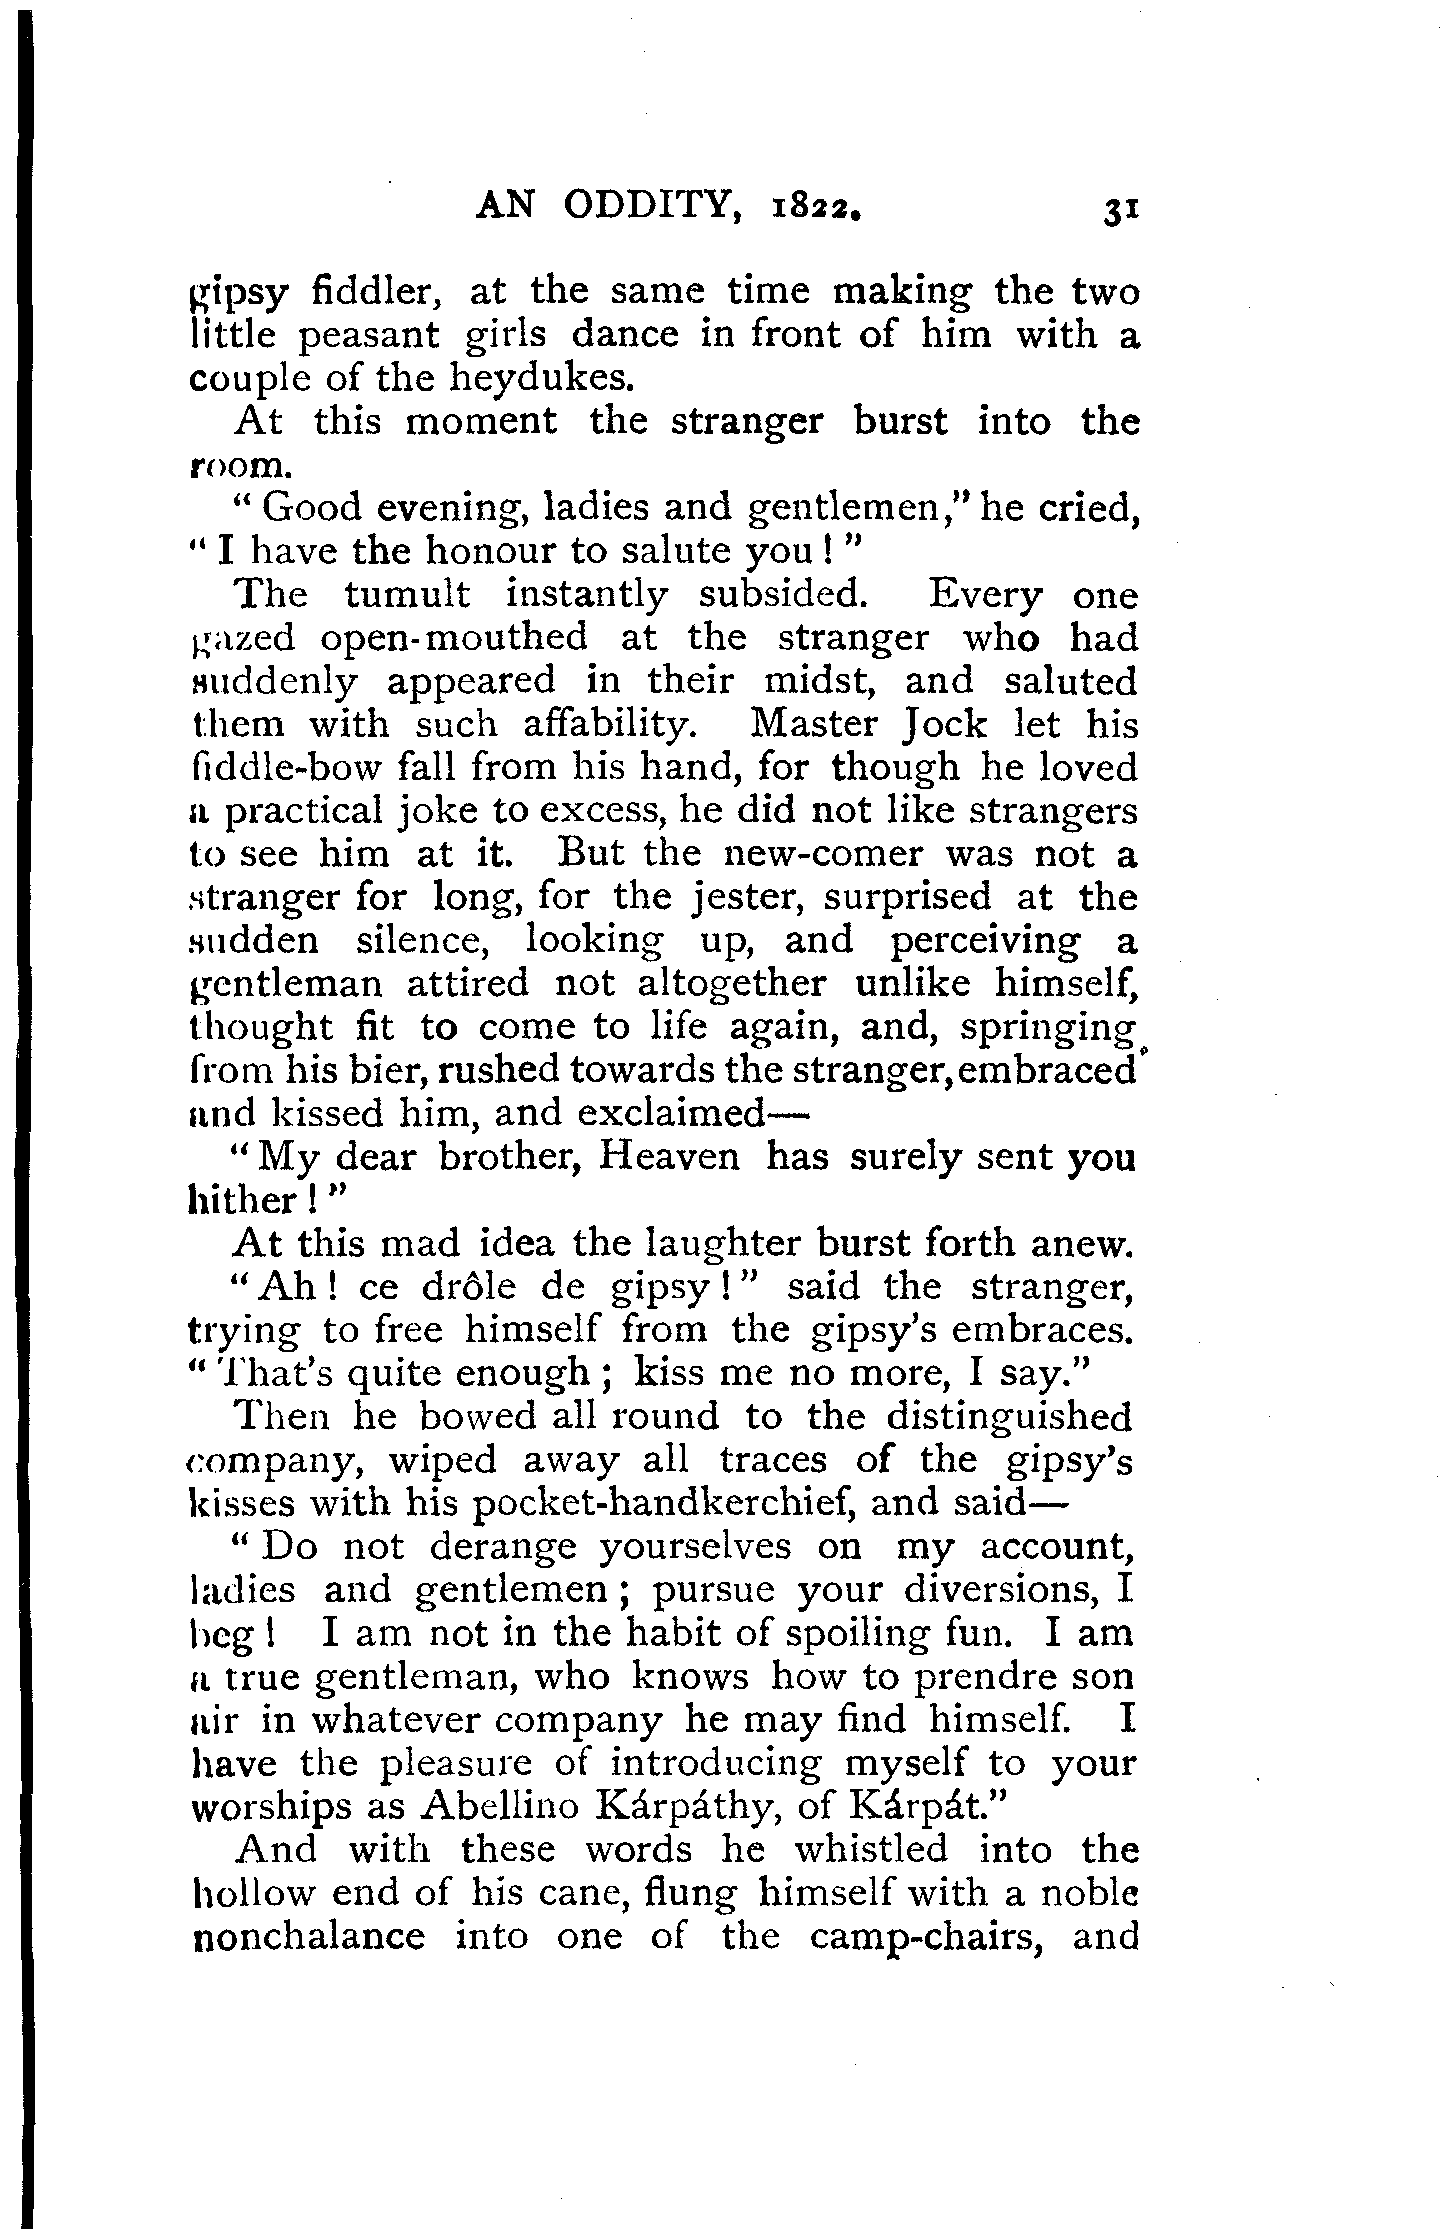 AN ODDITY, 1822. 31
gipsy fiddler, at the same time making the two
little peasant girls dance in front of him with a
couple of the heydukes.
At this moment the stranger burst into the
room.
“ Good evening, ladies and gentlemen,” he cried,
“ I have the honour to salute you ! ”
The tumult instantly subsided. Every one
gazed open-mouthed at the stranger who had
suddenly appeared in their midst, and saluted
them with such affability. Master Jock let his
fiddle-bow fall from his hand, for though he loved
a practical joke to excess, he did not like strangers
to see him at it. But the new-comer was not a
stranger for long, for the jester, surprised at the
sudden silence, looking up, and perceiving a
gentleman attired not altogether unlike himself,
thought fit to come to life again, and, springing
from his bier, rushed towards the stranger, embraced
and kissed him, and exclaimed—
“ My dear brother, Heaven has surely sent you
hither ! ”
At this mad idea the laughter burst forth anew.
“ Ah ! ce drôle de gipsy ! ” said the stranger,
trying to free himself from the gipsy’s embraces.
“ That’s quite enough ; kiss me no more, I say.”
Then he bowed all round to the distinguished
company, wiped away all traces of the gipsy’s
kisses with his pocket-handkerchief, and said—
“ Do not derange yourselves on my account,
ladies and gentlemen ; pursue your diversions, I
beg ! I am not in the habit of spoiling fun. I am
a true gentleman, who knows how to prendre son
air in whatever company he may find himself. I
have the pleasure of introducing myself to your
worships as Abellino Kárpáthy, of Kárpát.”
And with these words he whistled into the
hollow end of his cane, flung himself with a noble
nonchalance into one of the camp-chairs, and